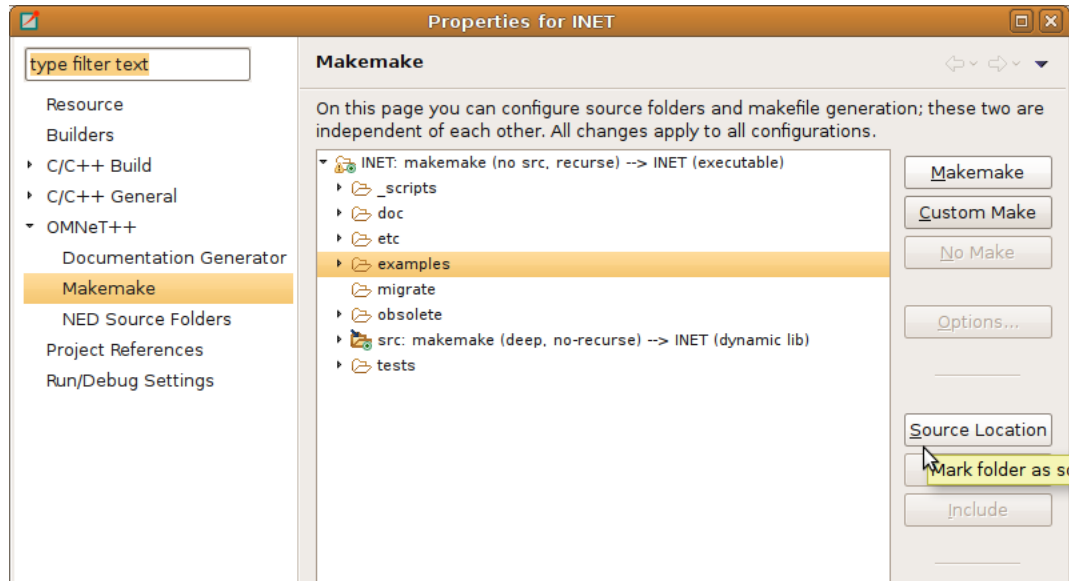 Properties for INET
type filter text
Resource
Builders
C/C++ Build
C/C++ General
OMNeT++
Documentation Generator
Makemake
NED Source Folders
Project References
Run/Debug Settings
Makemake
On this page you can configure source folders and makefile generation; these two are
independent of each other. All changes apply to all configurations.
INET: makemake (no src, recurse) --> INET (executable)
_scripts
doc
etc
examples
migrate
obsolete
src: makemake (deep, no-recurse) --> INET (dynamic lib)
tests
Makemake
Custom Make
No Make
Options...
Source Location
Mark folder as
Include